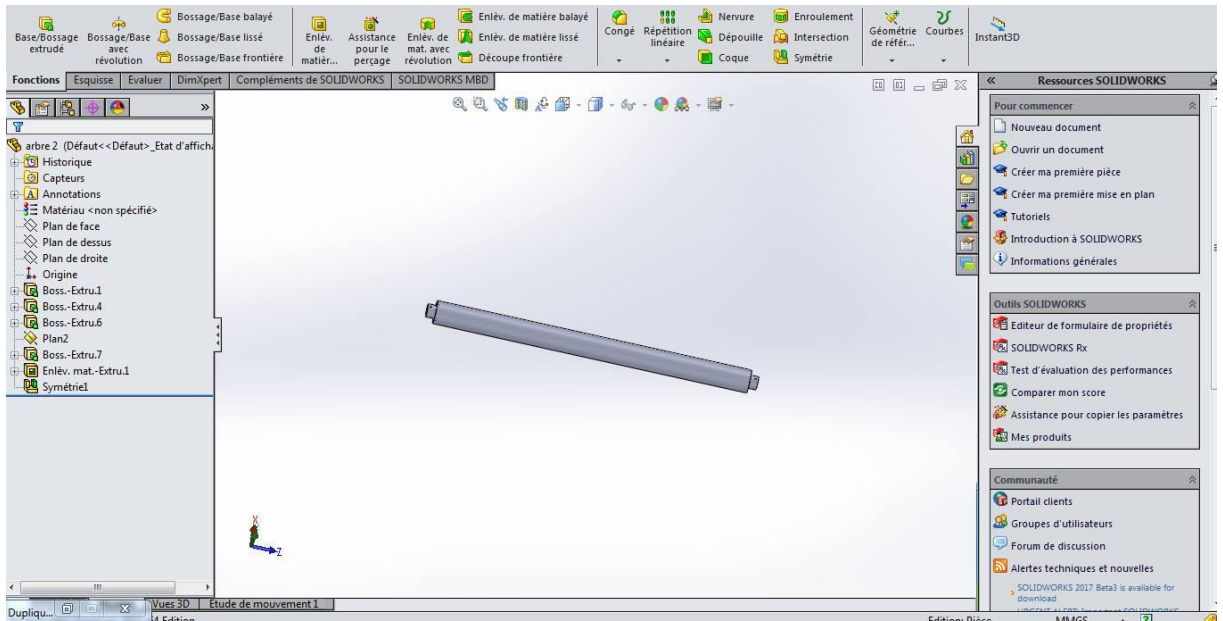 Base/Bossage extrudé
Bossage/Base avec révolution
Bossage/Base balayé
Bossage/Base lissé
Bossage/Base frontière
Enlèv. de matièr...
Assistance pour le perçage
Enlèv. de mat. avec révolution
Enlèv. de matière balayé
Enlèv. de matière lissé
Découpe frontière
Congé
Répétition linéaire
Nervure
Dépouille
Coque
Enroulement
Intersection
Symétrie
Géométrie de référ...
Courbes
Instant3D
Fonctions Esquisse Evaluer DimXpert Compléments de SOLIDWORKS SOLIDWORKS MBD
arbre 2 (Défaut<<Défaut>_Etat d'affich
Historique
Capteurs
Annotations
Matériau <non spécifié>
Plan de face
Plan de dessus
Plan de droite
Origine
Boss.-Extru.1
Boss.-Extru.4
Boss.-Extru.6
Plan2
Boss.-Extru.7
Enlèv. mat.-Extru.1
Symétrie1
X
Z
Ressources SOLIDWORKS
Pour commencer
Nouveau document
Ouvrir un document
Créer ma première pièce
Créer ma première mise en plan
Tutoriels
Introduction à SOLIDWORKS
Informations générales
Outils SOLIDWORKS
Editeur de formulaire de propriétés
SOLIDWORKS Rx
Test d'évaluation des performances
Comparer mon score
Assistance pour copier les paramètres
Mes produits
Communauté
Portail clients
Groupes d'utilisateurs
Forum de discussion
Alertes techniques et nouvelles
SOLIDWORKS 2017 Beta3 is available for
download
Vues 3D Etude de mouvement 1
Dupliqu...
Edition
Edition: Pièce
MMGS